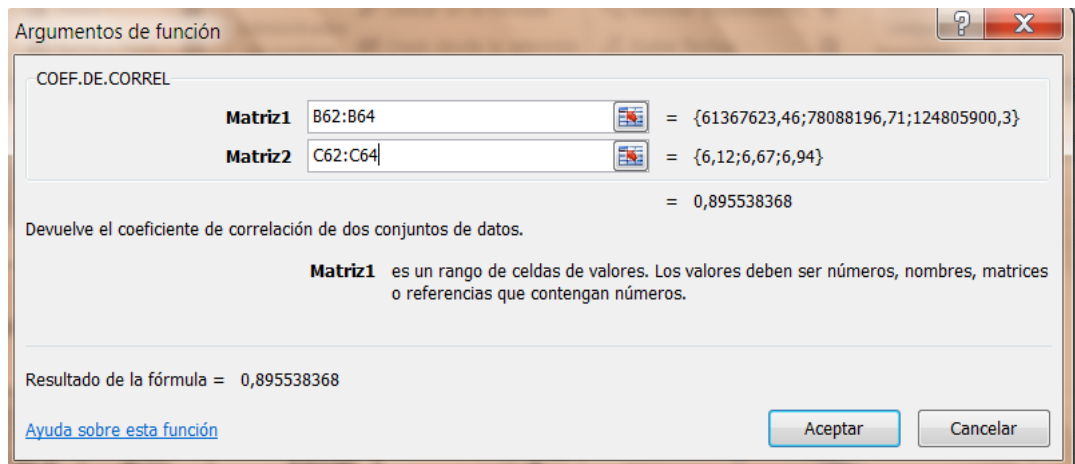 Argumentos de función
COEF.DE.CORREL
Matriz1 B62:B64 = {61367623,46;78088196,71;124805900,3}
Matriz2 C62:C64 = {6,12;6,67;6,94}
= 0,895538368
Devuelve el coeficiente de correlación de dos conjuntos de datos.
Matriz1 es un rango de celdas de valores. Los valores deben ser números, nombres, matrices
o referencias que contengan números.
Resultado de la fórmula = 0,895538368
Ayuda sobre esta función
Aceptar Cancelar